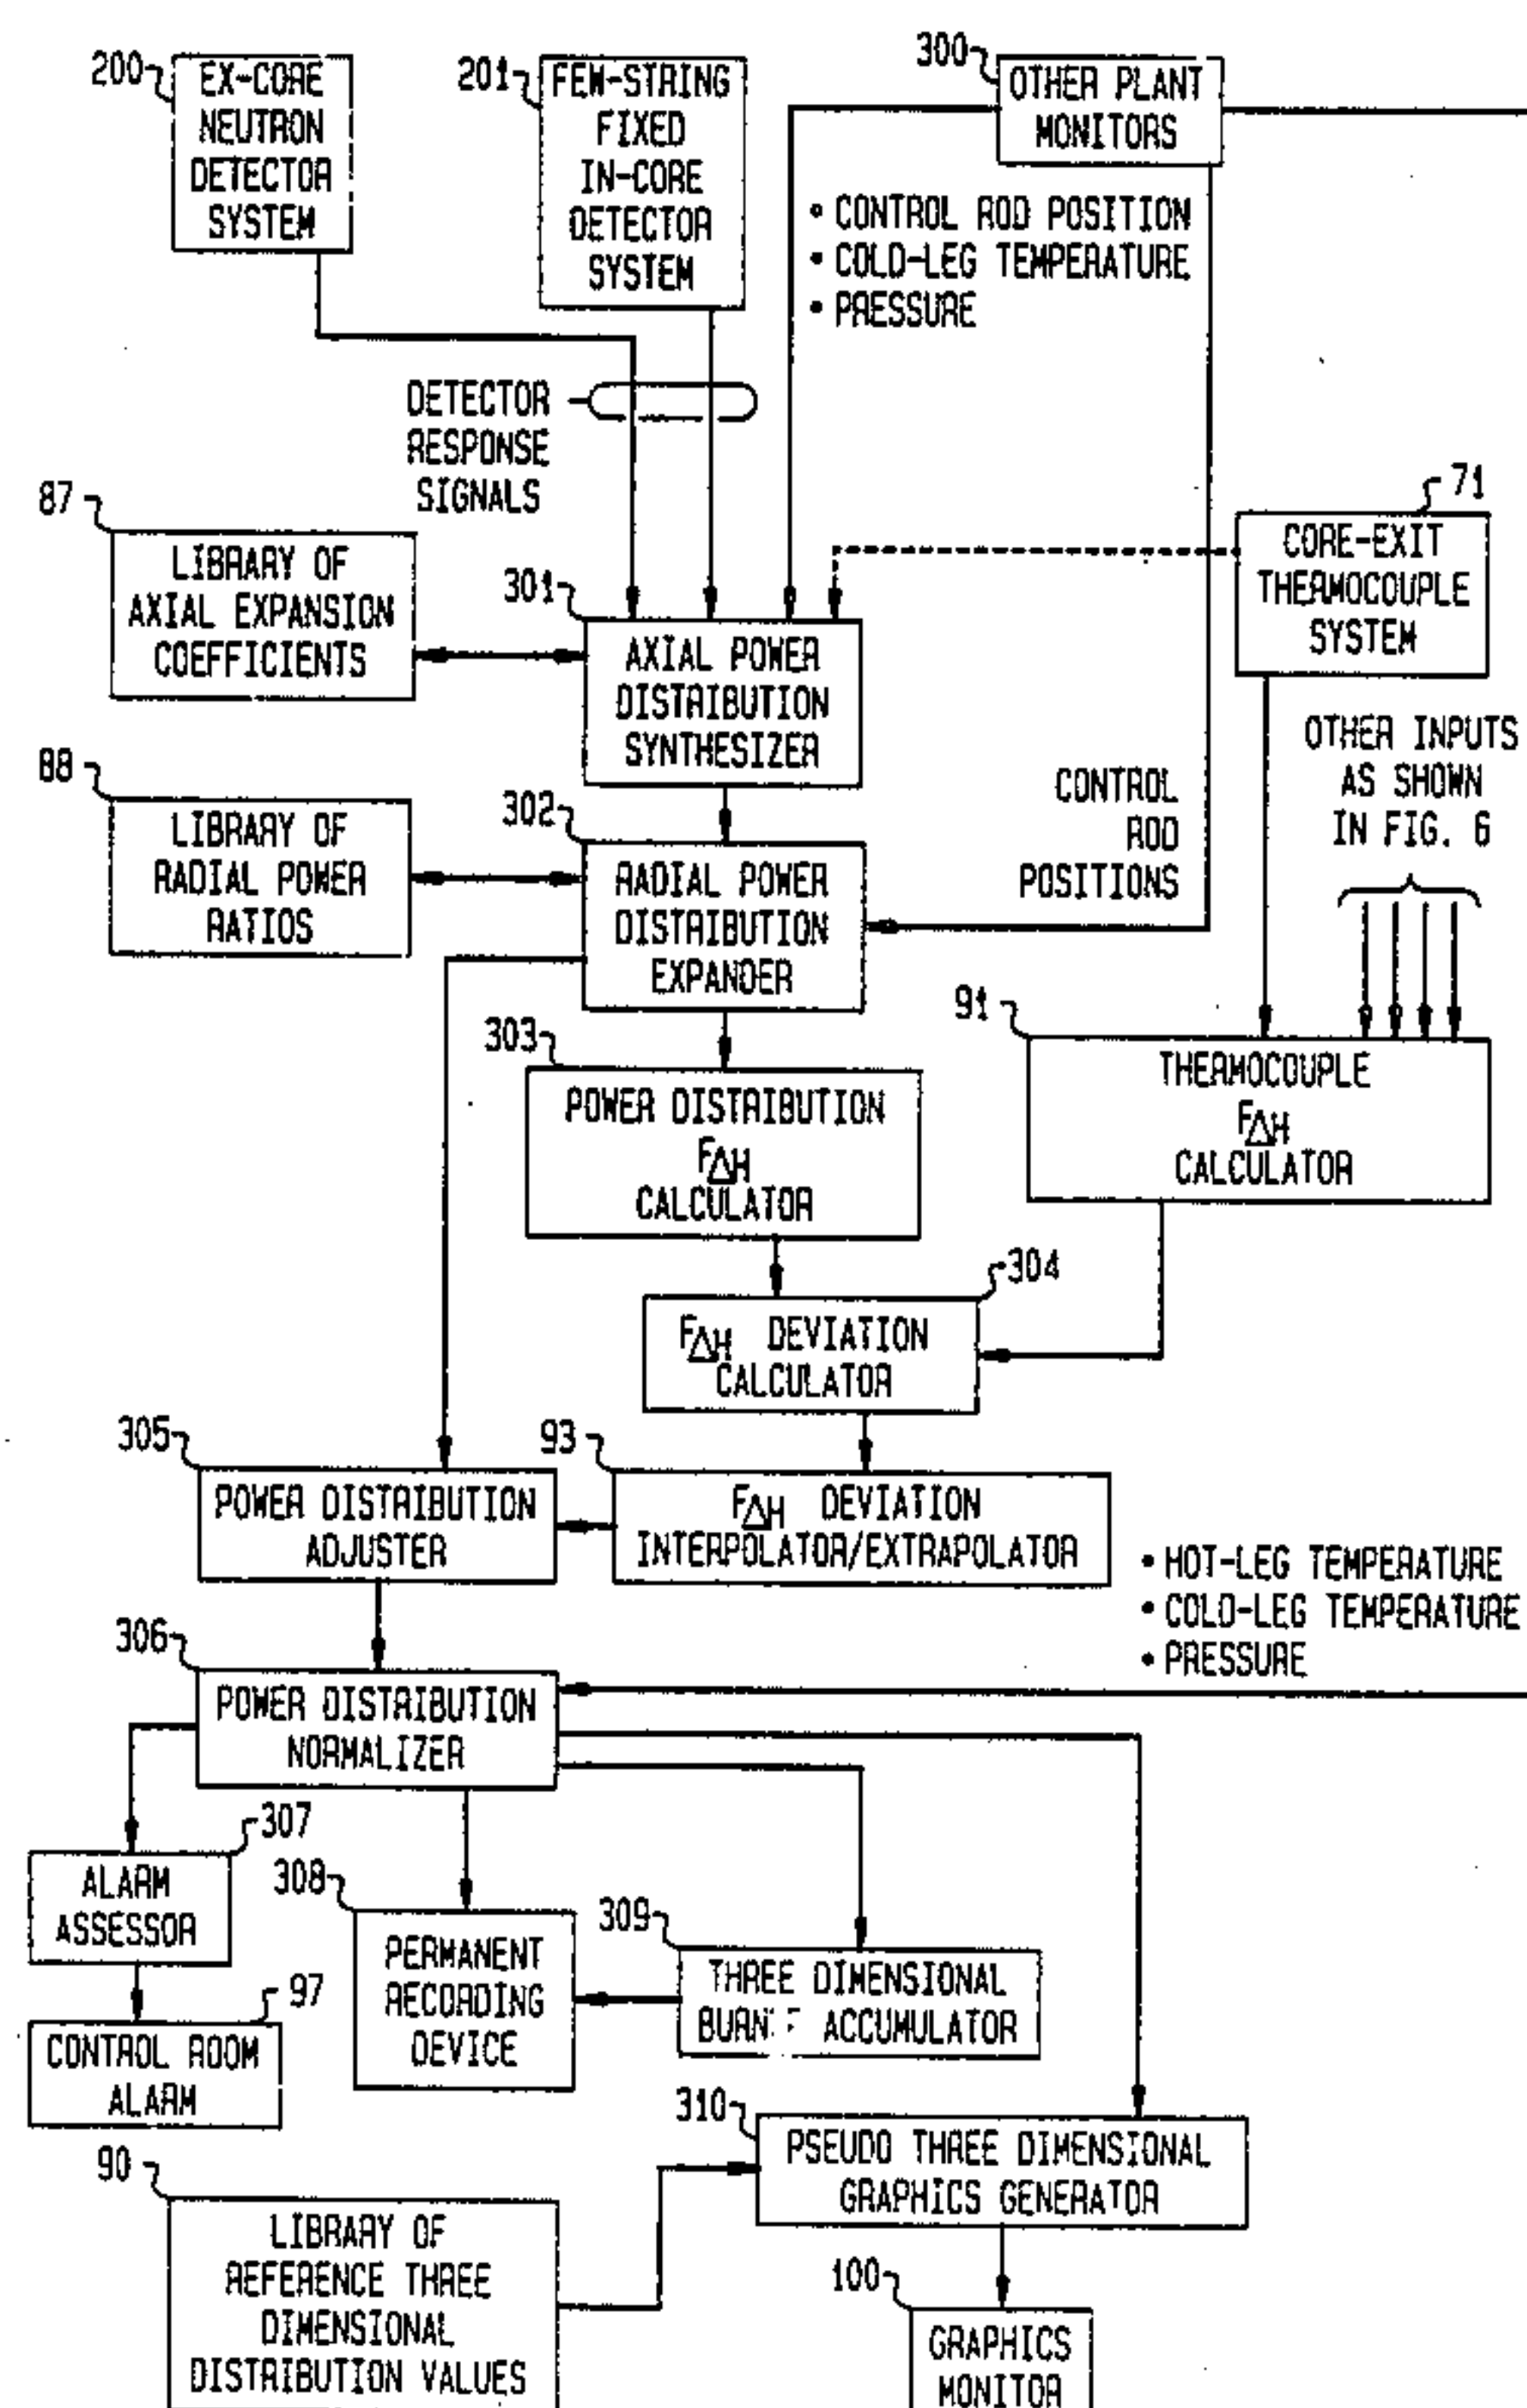 200
EX-CORE
NEUTRON
DETECTOR
SYSTEM
201
FEW-STRING
FIXED
IN-CORE
DETECTOR
SYSTEM
300
OTHER PLANT
MONITORS
• CONTROL ROD POSITION
• COLD-LEG TEMPERATURE
• PRESSURE
DETECTOR
RESPONSE
SIGNALS
87
LIBRARY OF
AXIAL EXPANSION
COEFFICIENTS
301
AXIAL POWER
DISTRIBUTION
SYNTHESIZER
71
CORE-EXIT
THERMOCOUPLE
SYSTEM
OTHER INPUTS
AS SHOWN
IN FIG. 6
88
LIBRARY OF
RADIAL POWER
RATIOS
302
RADIAL POWER
DISTRIBUTION
EXPANDER
CONTROL
ROD
POSITIONS
303
POWER DISTRIBUTION
F∆H
CALCULATOR
91
THERMOCOUPLE
F∆H
CALCULATOR
304
F∆H DEVIATION
CALCULATOR
305
POWER DISTRIBUTION
ADJUSTER
93
F∆H DEVIATION
INTERPOLATOR/EXTRAPOLATOR
• HOT-LEG TEMPERATURE
• COLD-LEG TEMPERATURE
• PRESSURE
306
POWER DISTRIBUTION
NORMALIZER
307
ALARM
ASSESSOR
308
PERMANENT
RECORDING
DEVICE
309
THREE DIMENSIONAL
ACCUMULATOR
97
CONTROL ROOM
ALARM
310
PSEUDO THREE DIMENSIONAL
GRAPHICS GENERATOR
90
LIBRARY OF
REFERENCE THREE
DIMENSIONAL
DISTRIBUTION VALUES
100
GRAPHICS
MONITOR